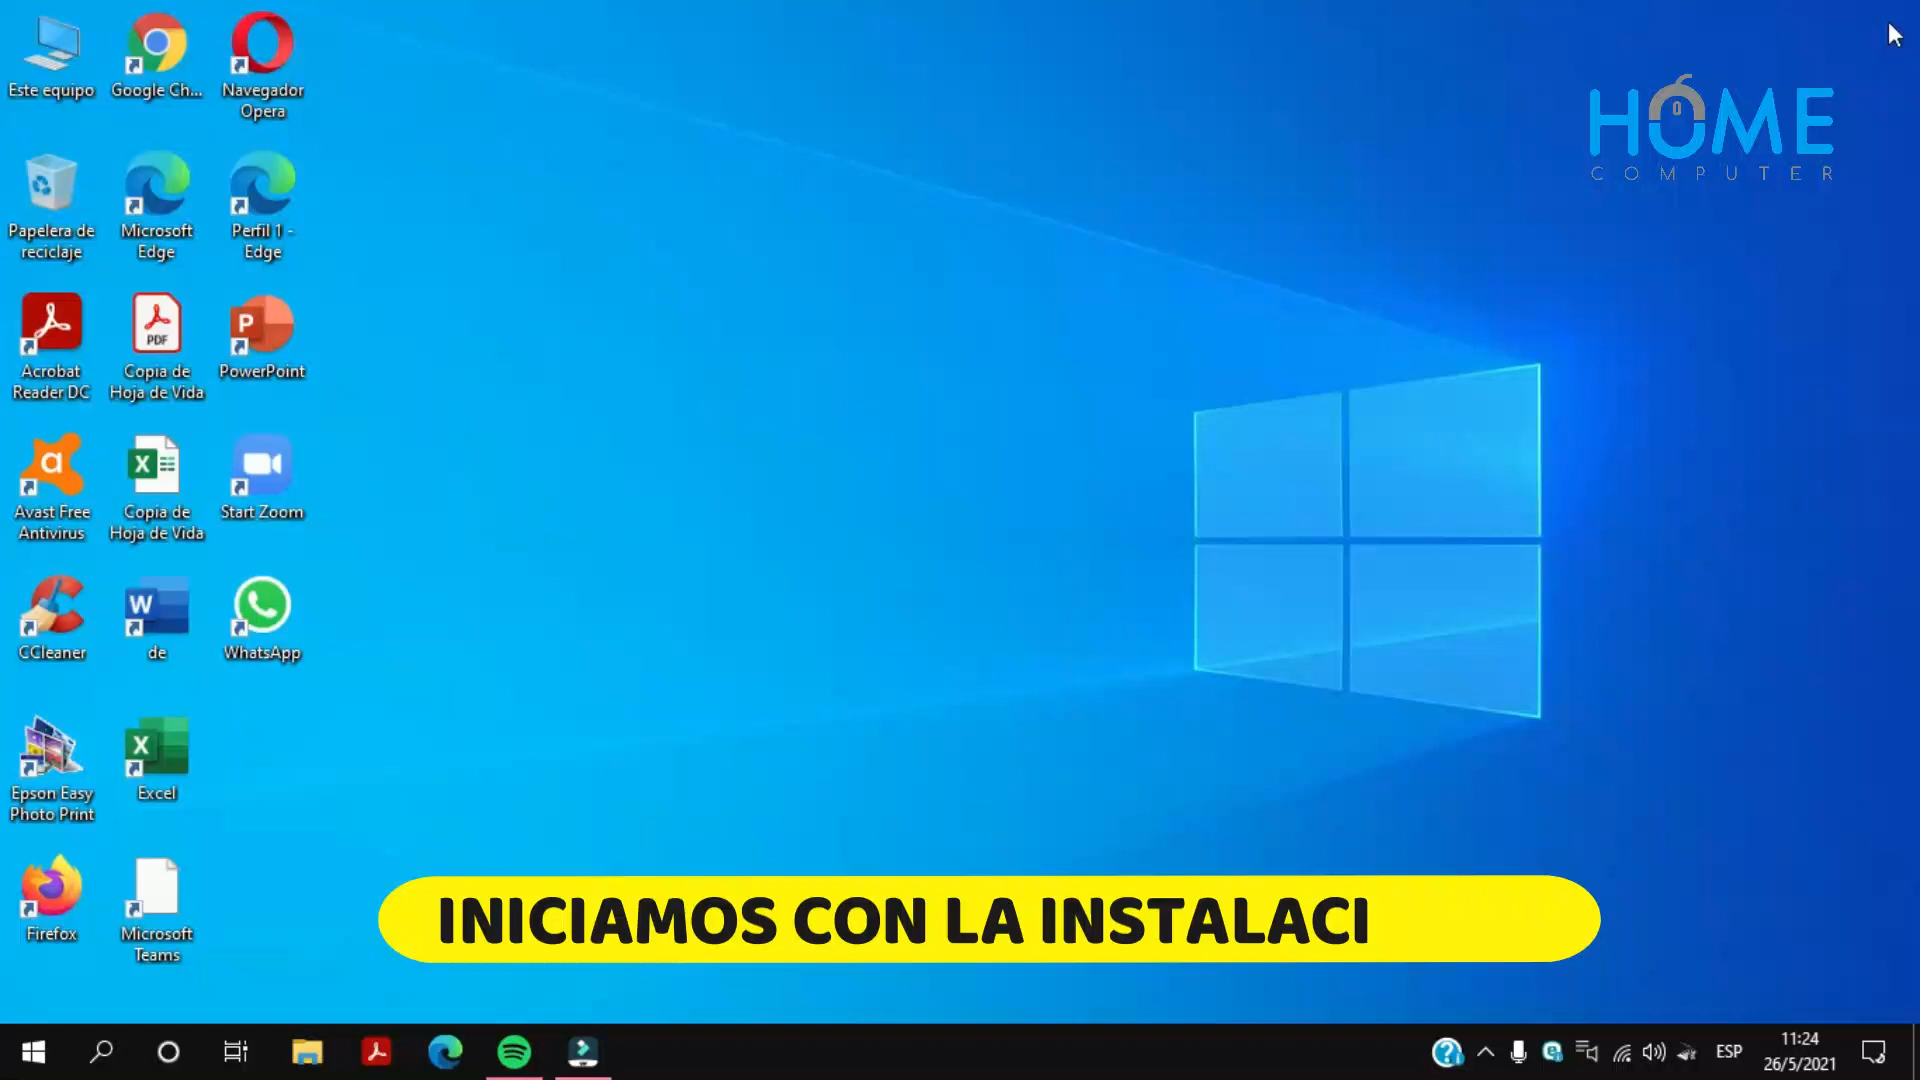 Este equipo
Google Ch...
Navegador
Opera
HOME
COMPUTER
Papelera de
reciclaje
Microsoft
Edge
Perfil 1 -
Edge
Acrobat
Reader DC
PDF
Copia de
Hoja de Vida
P
PowerPoint
Avast Free
Antivirus
X
Copia de
Hoja de Vida
Start Zoom
CCleaner
W
de
WhatsApp
Epson Easy
Photo Print
X
Excel
Firefox
Microsoft
Teams
INICIAMOS CON LA INSTALACI
ESP
11:24
26/5/2021